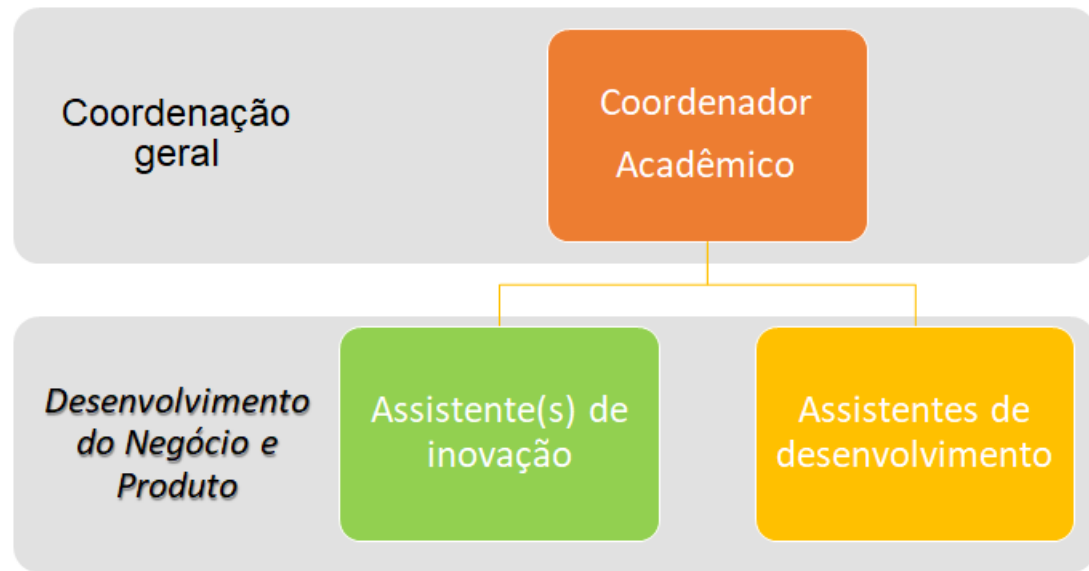 Coordenação
geral
Coordenador
Acadêmico
Desenvolvimento
do Negócio e
Produto
Assistente(s) de
inovação
Assistentes de
desenvolvimento